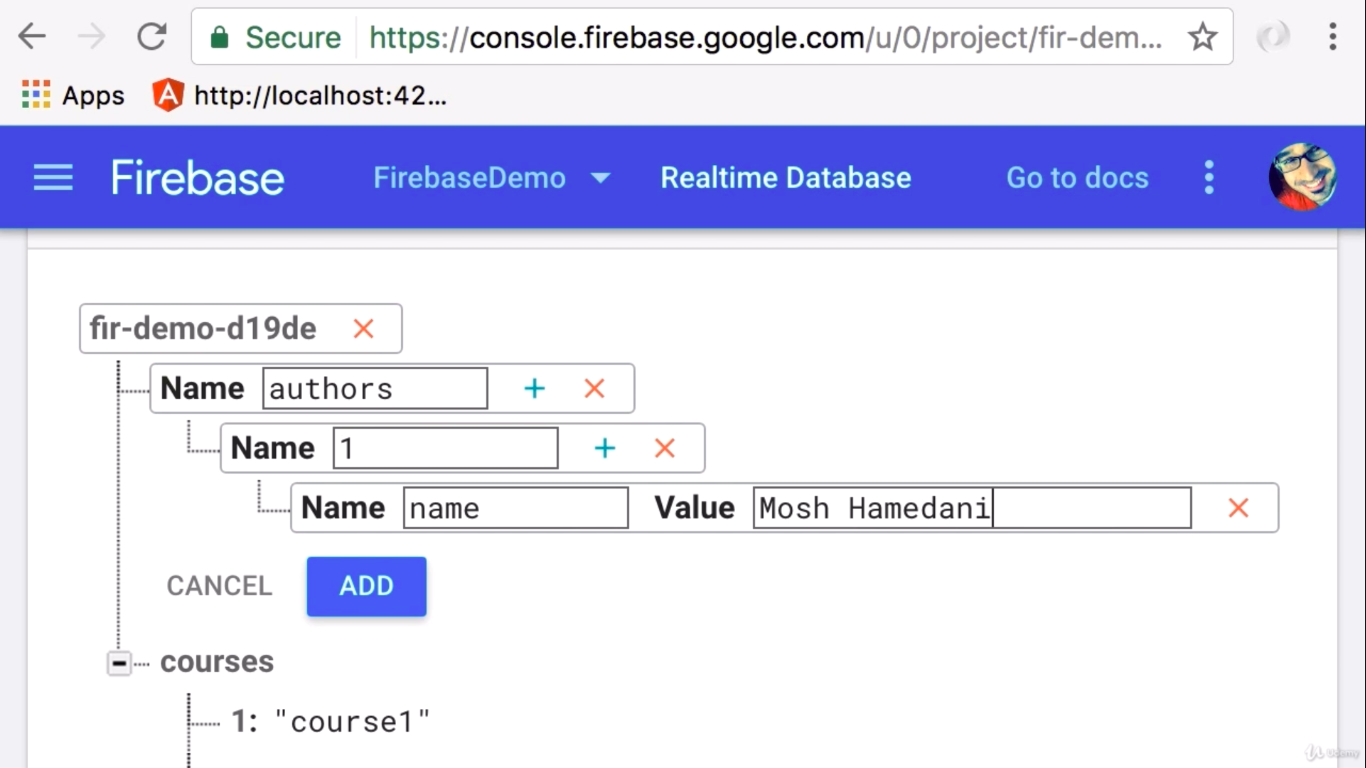 Secure https://console.firebase.google.com/u/0/project/fir-dem...
Apps http://localhost:42...
Firebase FirebaseDemo Realtime Database Go to docs
fir-demo-d19de
Name authors
Name 1
Name name Value Mosh Hamedani
CANCEL ADD
courses
1: "course1"
Udemy